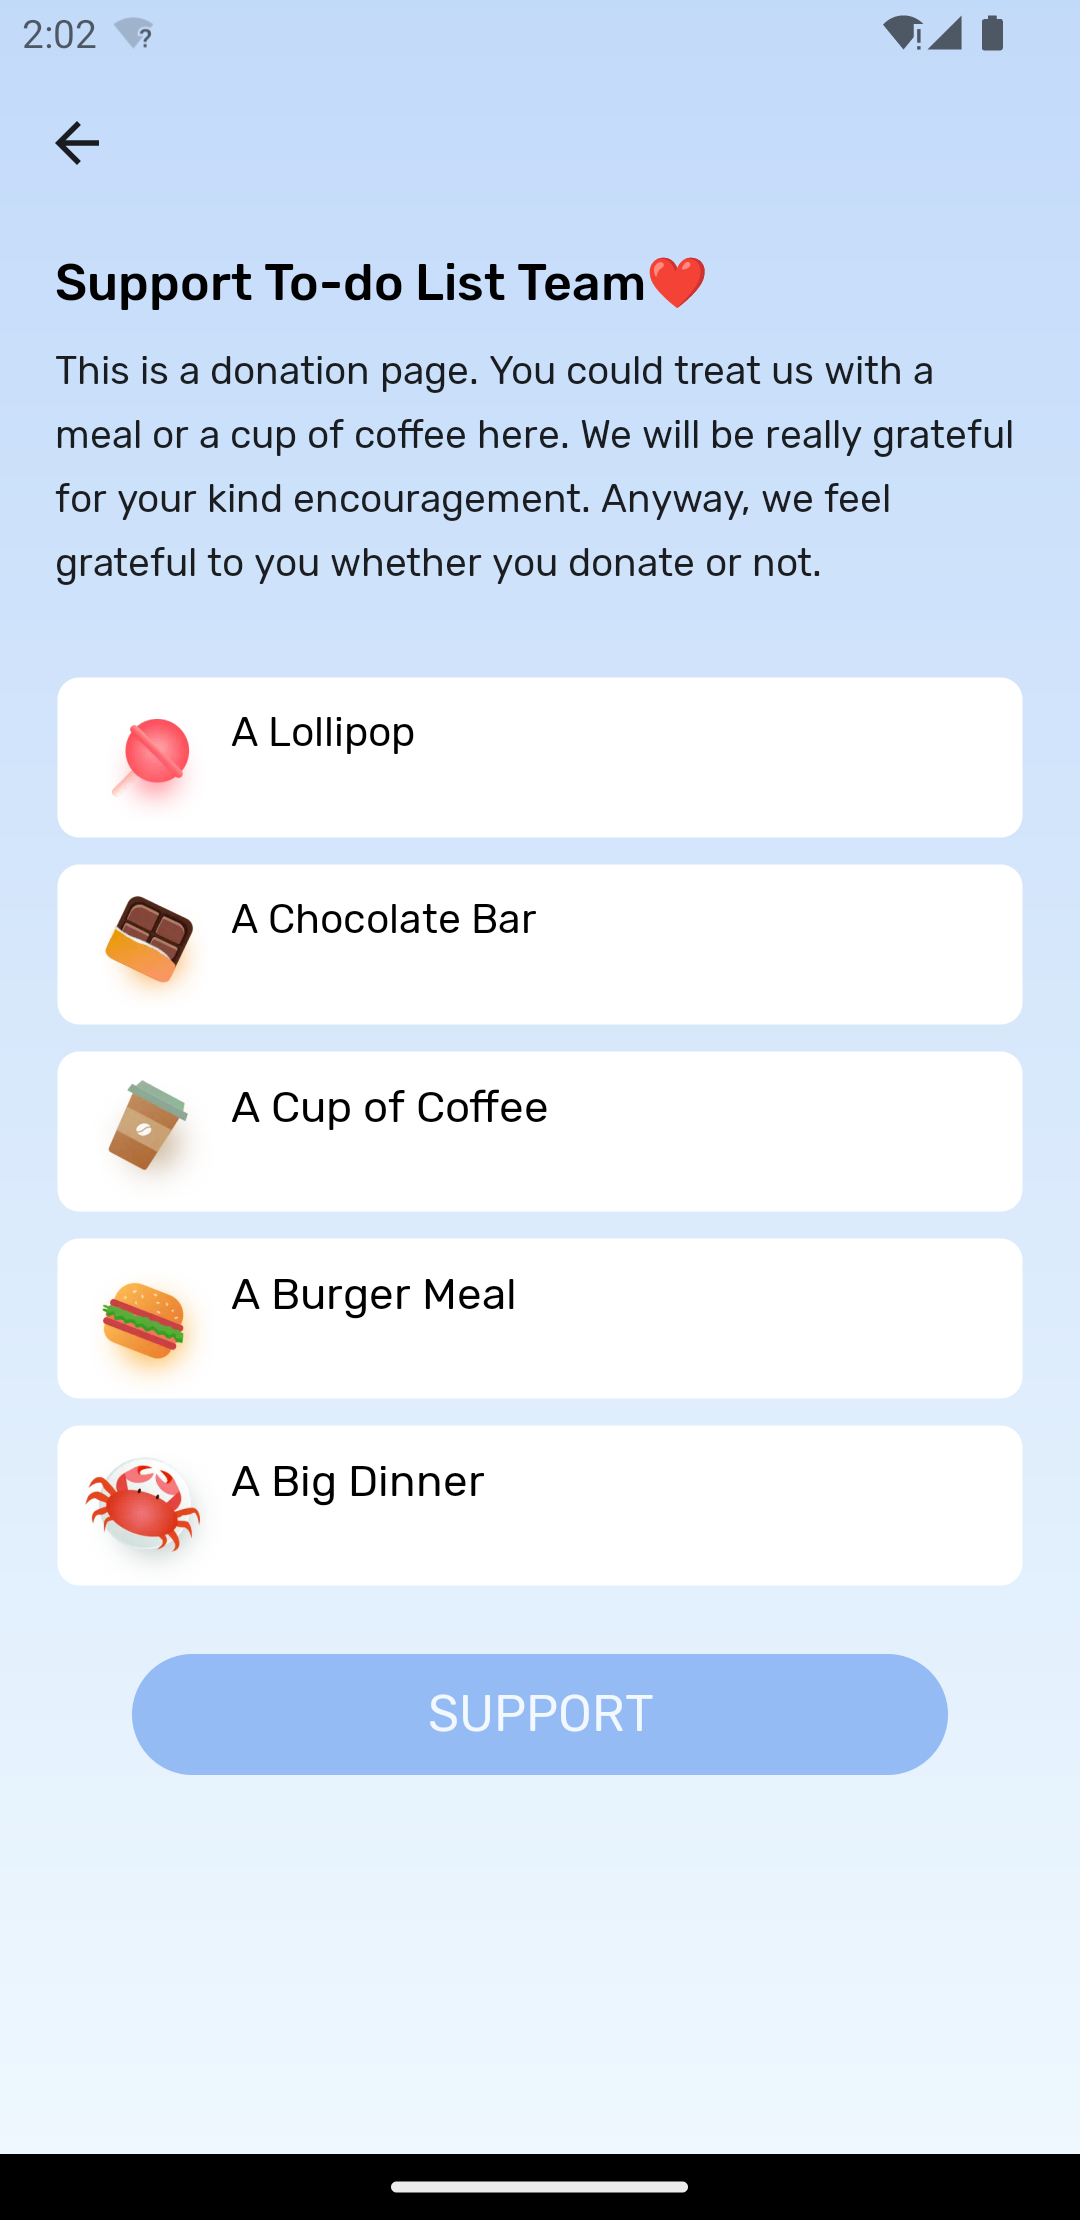 2:02
Support To-do List Team❤️
This is a donation page. You could treat us with a
meal or a cup of coffee here. We will be really grateful
for your kind encouragement. Anyway, we feel
grateful to you whether you donate or not.
A Lollipop
A Chocolate Bar
A Cup of Coffee
A Burger Meal
A Big Dinner
SUPPORT